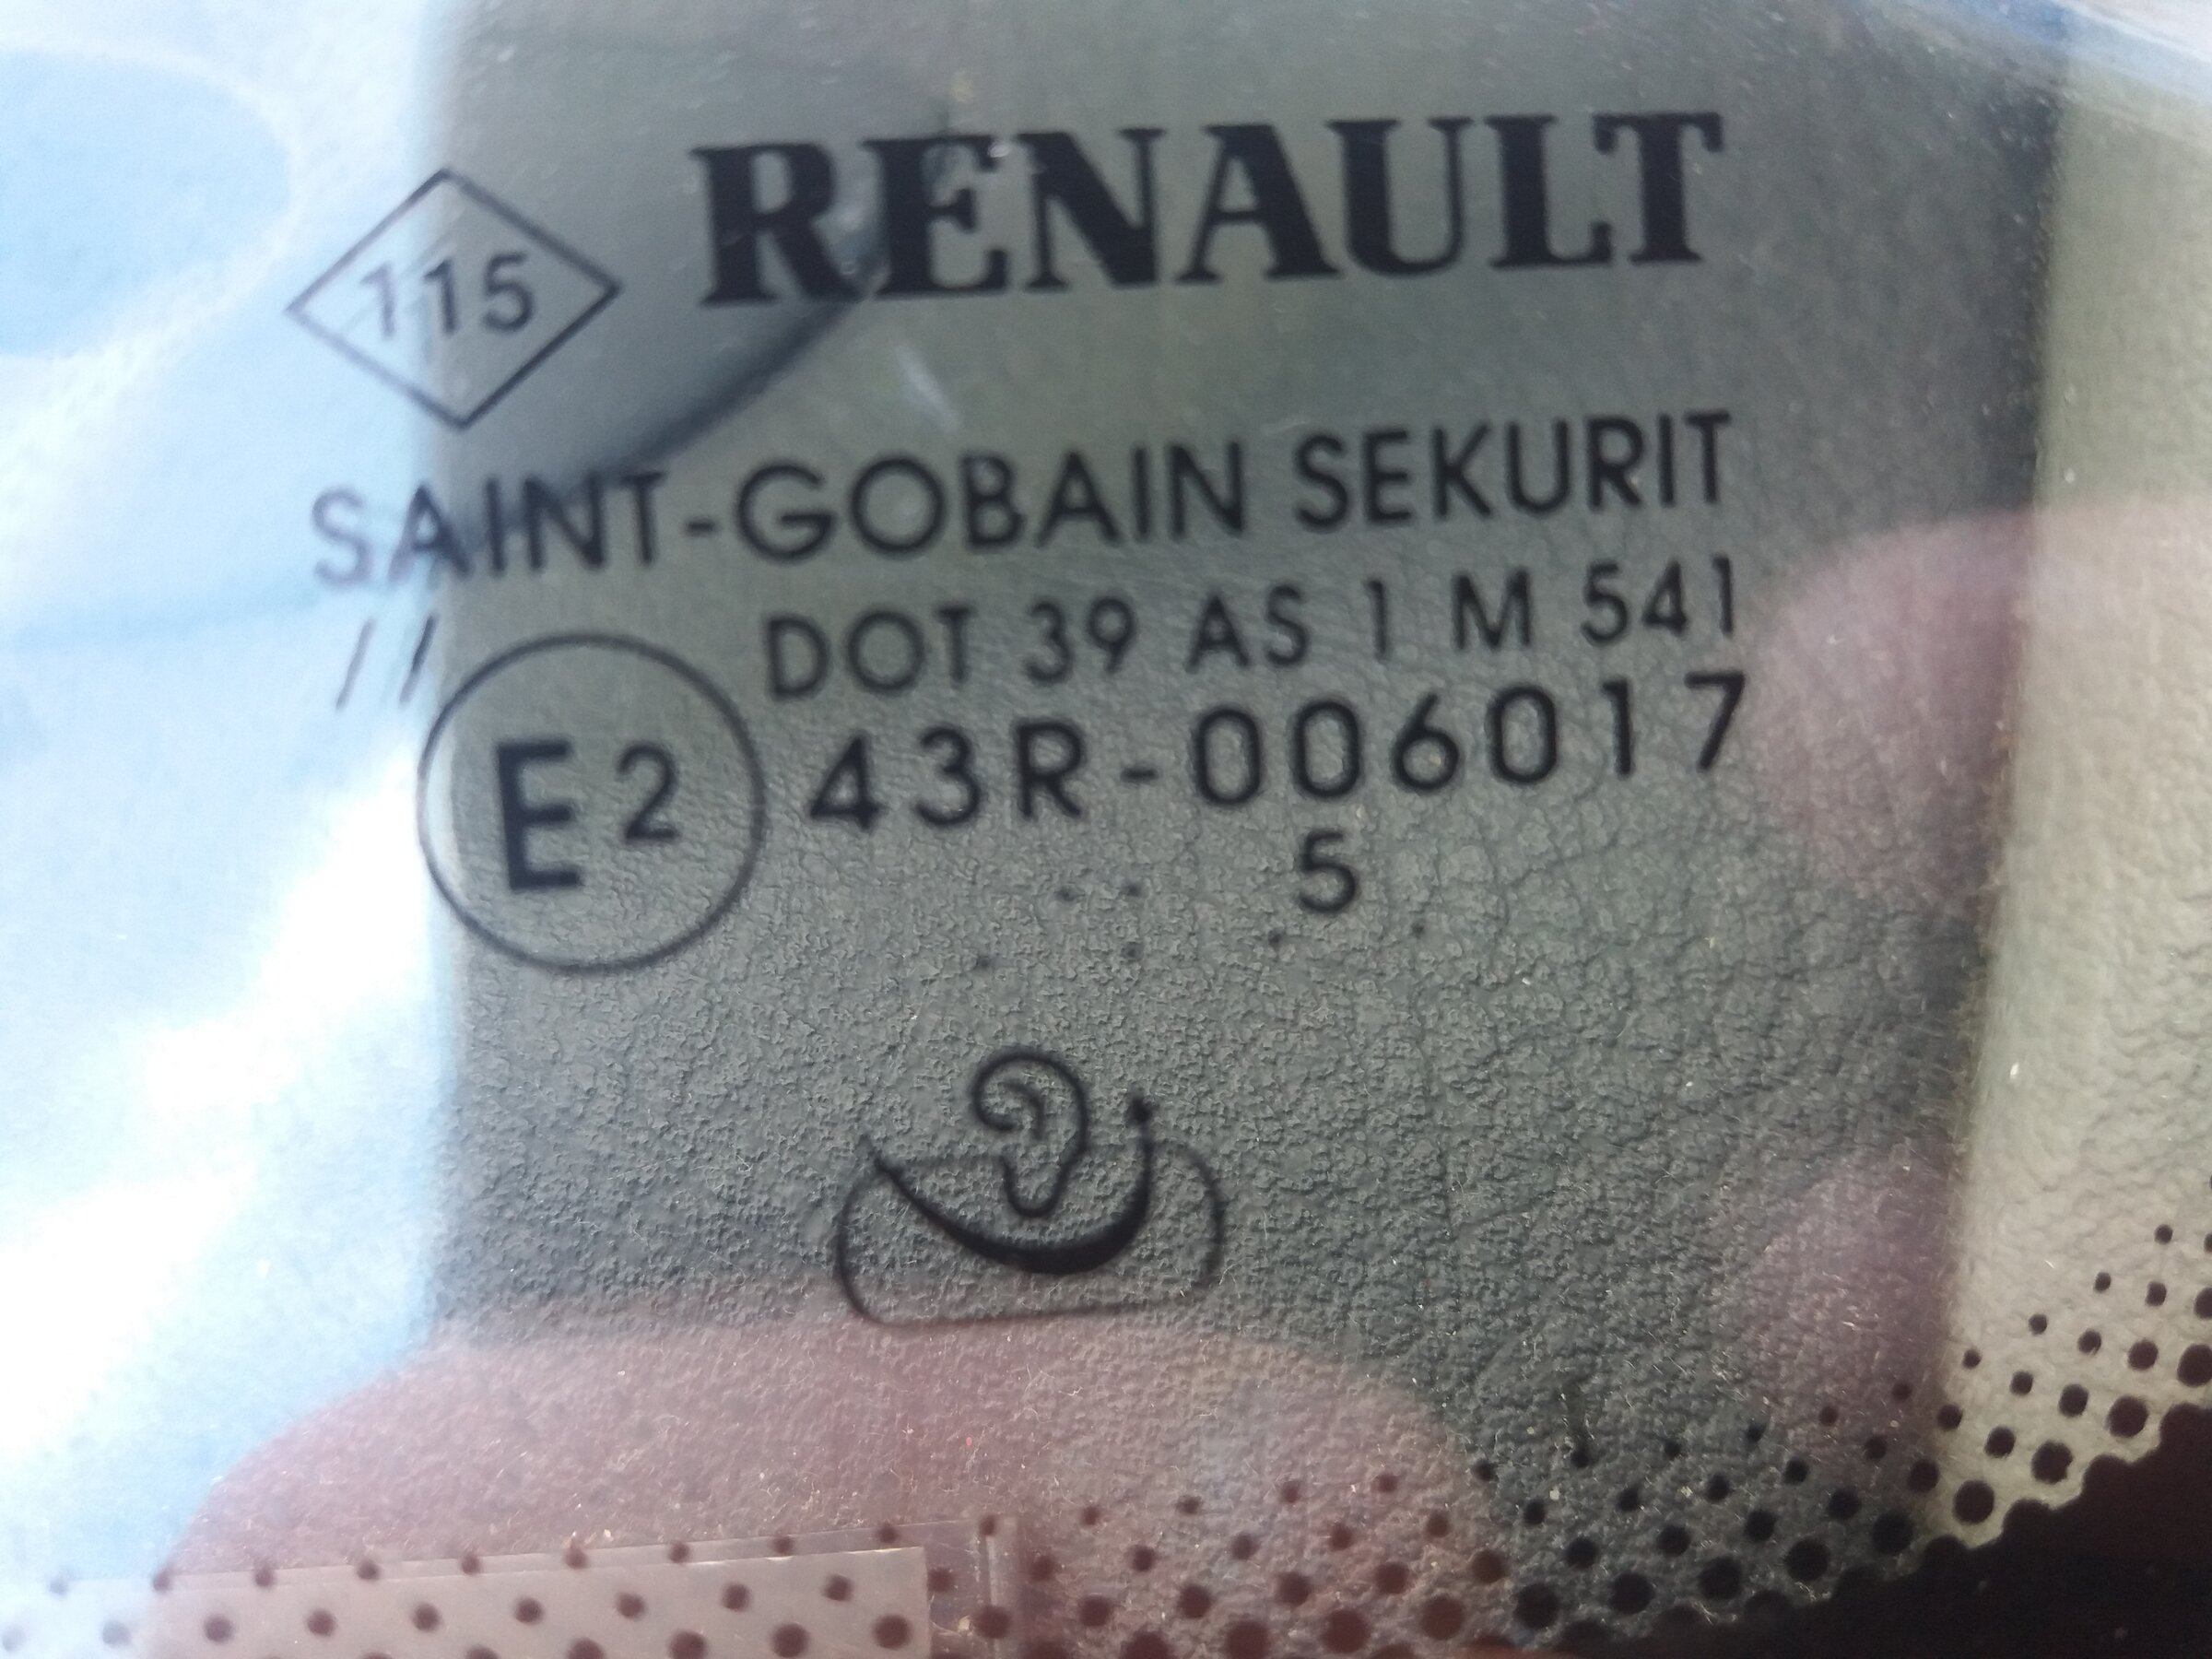 RENAULT
115
SAINT-GOBAIN SEKURIT
DOT 39 AS 1 M 541
//
E2 43R-006017
5